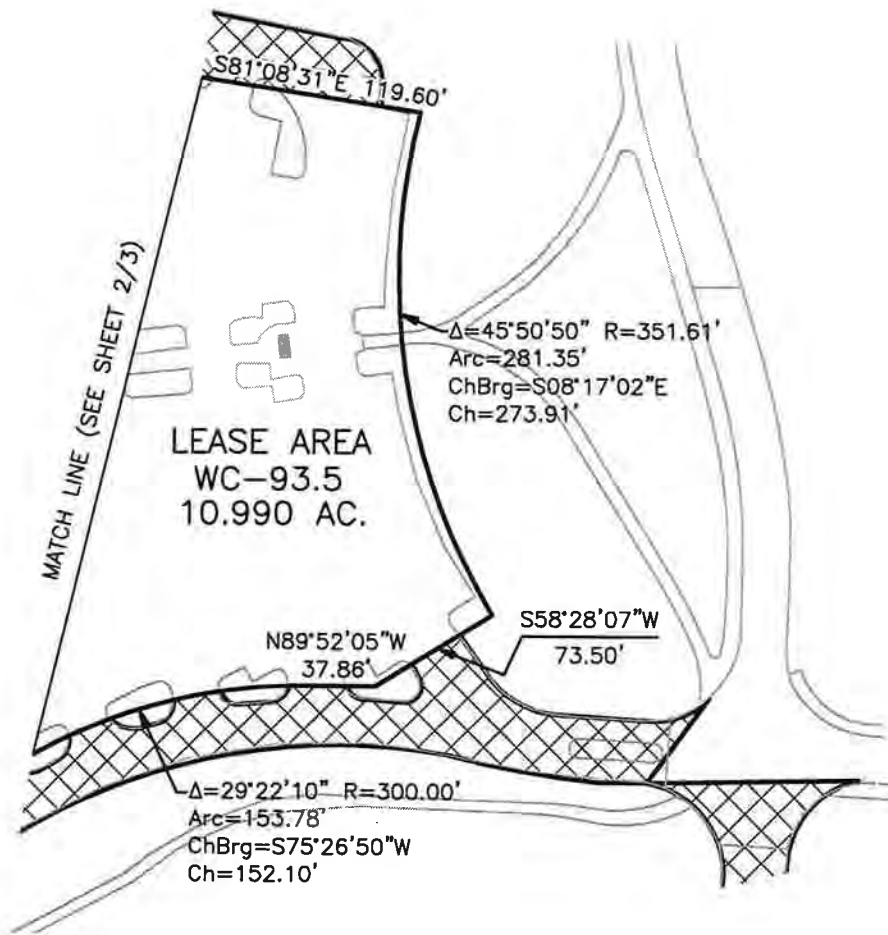 S81°08'31"E 119.60'
MATCH LINE (SEE SHEET 2/3)
Δ=45°50'50" R=351.61'
Arc=281.35'
ChBrg=S08°17'02"E
Ch=273.91'
LEASE AREA
WC-93.5
10.990 AC.
S58°28'07"W
73.50'
N89°52'05"W
37.86'
Δ=29°22'10" R=300.00'
Arc=153.78'
ChBrg=S75°26'50"W
Ch=152.10'